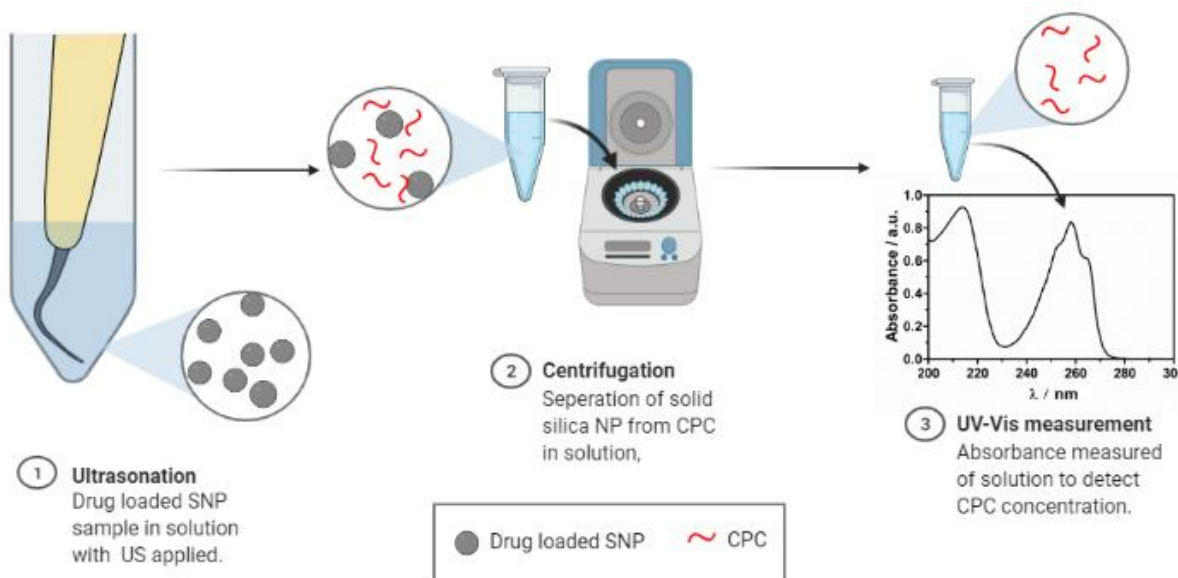 1
Ultrasonation
Drug loaded SNP
sample in solution
with US applied.
2
Centrifugation
Seperation of solid
silica NP from CPC
in solution,
Absorbance / a.u.
1.0
0.8
0.6
0.4
0.2
0.0
200 220 240 260 280 30
λ / nm
3
UV-Vis measurement
Absorbance measured
of solution to detect
CPC concentration.
Drug loaded SNP
CPC